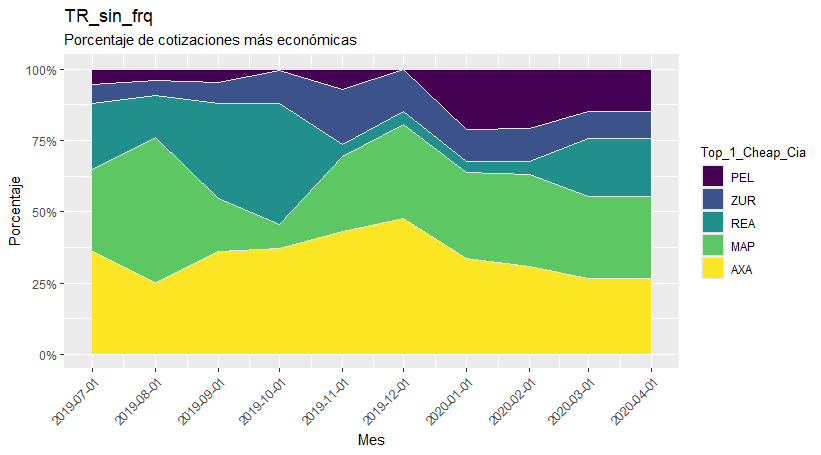 TR_sin_frq
Porcentaje de cotizaciones más económicas
Porcentaje
100%
75%
50%
25%
0%
2019-07-01
2019-08-01
2019-09-01
2019-10-01
2019-11-01
2019-12-01
2020-01-01
2020-02-01
2020-03-01
2020-04-01
Mes
Top_1_Cheap_Cia
PEL
ZUR
REA
MAP
AXA